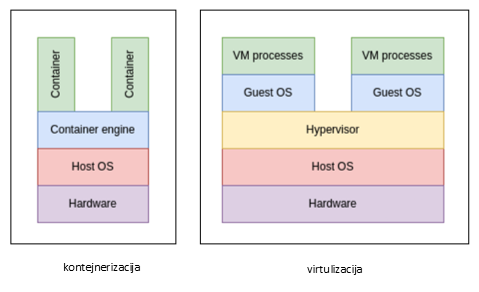 Container
Container
Container engine
Host OS
Hardware
kontejnerizacija
VM processes
VM processes
Guest OS
Guest OS
Hypervisor
Host OS
Hardware
virtulizacija